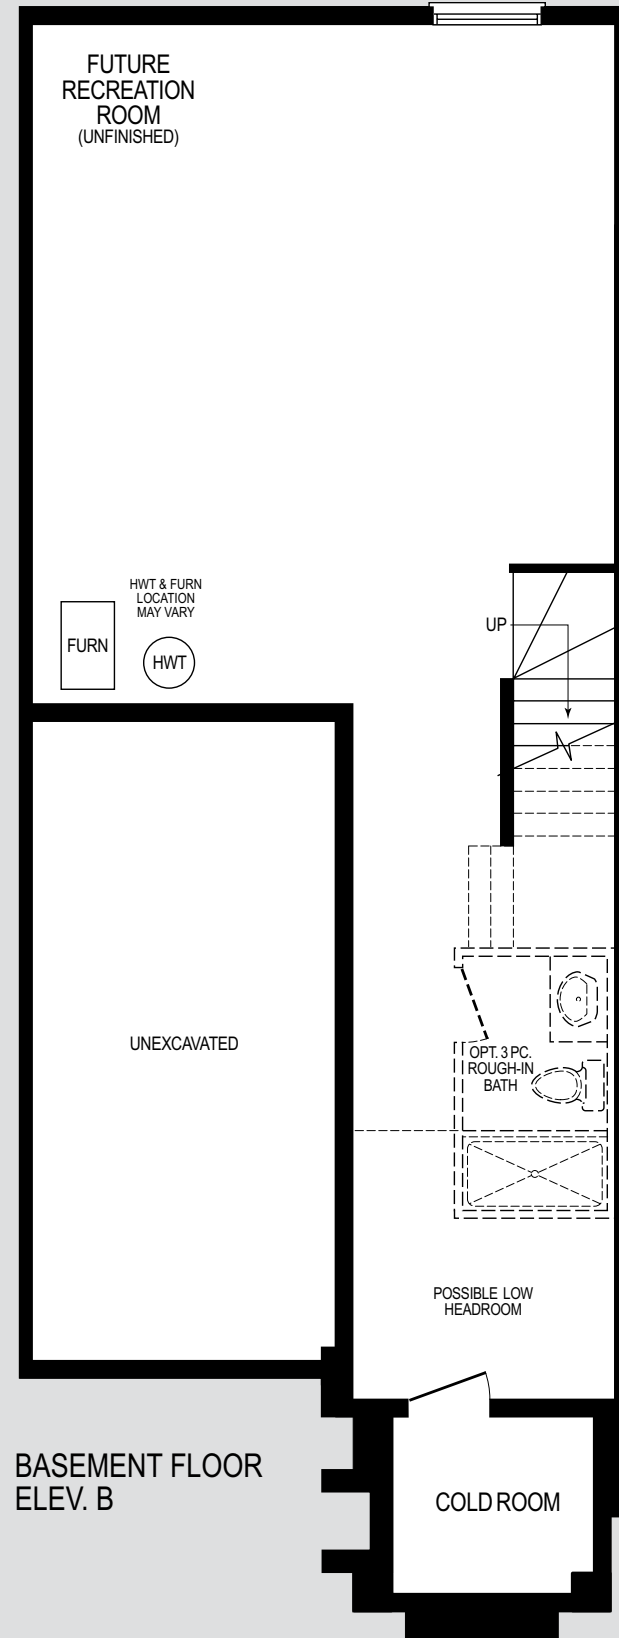 FUTURE
RECREATION
ROOM
(UNFINISHED)
HWT & FURN
LOCATION
MAY VARY
FURN
HWT
UP
UNEXCAVATED
OPT. 3 PC.
ROUGH-IN
BATH
POSSIBLE LOW
HEADROOM
BASEMENT FLOOR
ELEV. B
COLD ROOM